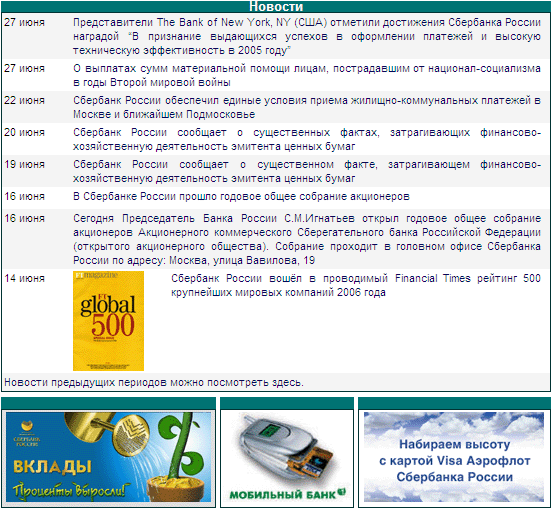 Новости
27 июня Представители The Bank of New York, NY (США) отметили достижения Сбербанка России
наградой “В признание выдающихся успехов в оформлении платежей и высокую
техническую эффективность в 2005 году”
27 июня О выплатах сумм материальной помощи лицам, пострадавшим от национал-социализма
в годы Второй мировой войны
22 июня Сбербанк России обеспечил единые условия приема жилищно-коммунальных платежей в
Москве и ближайшем Подмосковье
20 июня Сбербанк России сообщает о существенных фактах, затрагивающих финансово-
хозяйственную деятельность эмитента ценных бумаг
19 июня Сбербанк России сообщает о существенном факте, затрагивающем финансово-
хозяйственную деятельность эмитента ценных бумаг
16 июня В Сбербанке России прошло годовое общее собрание акционеров
16 июня Сегодня Председатель Банка России С.М.Игнатьев открыл годовое общее собрание
акционеров Акционерного коммерческого Сберегательного банка Российской Федерации
(открытого акционерного общества). Собрание проходит в головном офисе Сбербанка
России по адресу: Москва, улица Вавилова, 19
14 июня Сбербанк России вошёл в проводимый Financial Times рейтинг 500
крупнейших мировых компаний 2006 года
FT magazine
FT
global
500
Новости предыдущих периодов можно посмотреть здесь.
СБЕРБАНК
РОССИИ
ВКЛАДЫ
Проценты выросли!
МОБИЛЬНЫЙ БАНК
Набираем высоту
с картой Visa Аэрофлот
Сбербанка России